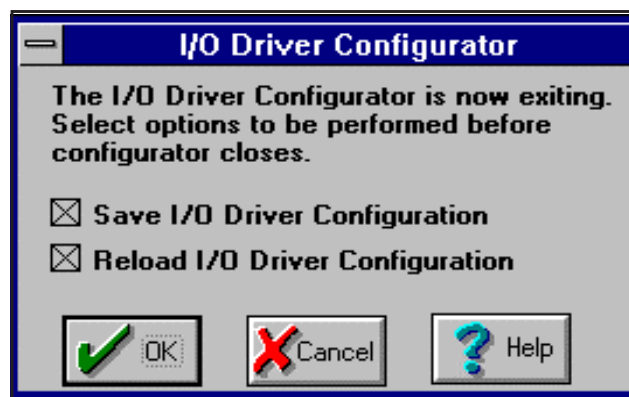 I/O Driver Configurator
The I/O Driver Configurator is now exiting.
Select options to be performed before
configurator closes.
Save I/O Driver Configuration
Reload I/O Driver Configuration
OK Cancel Help